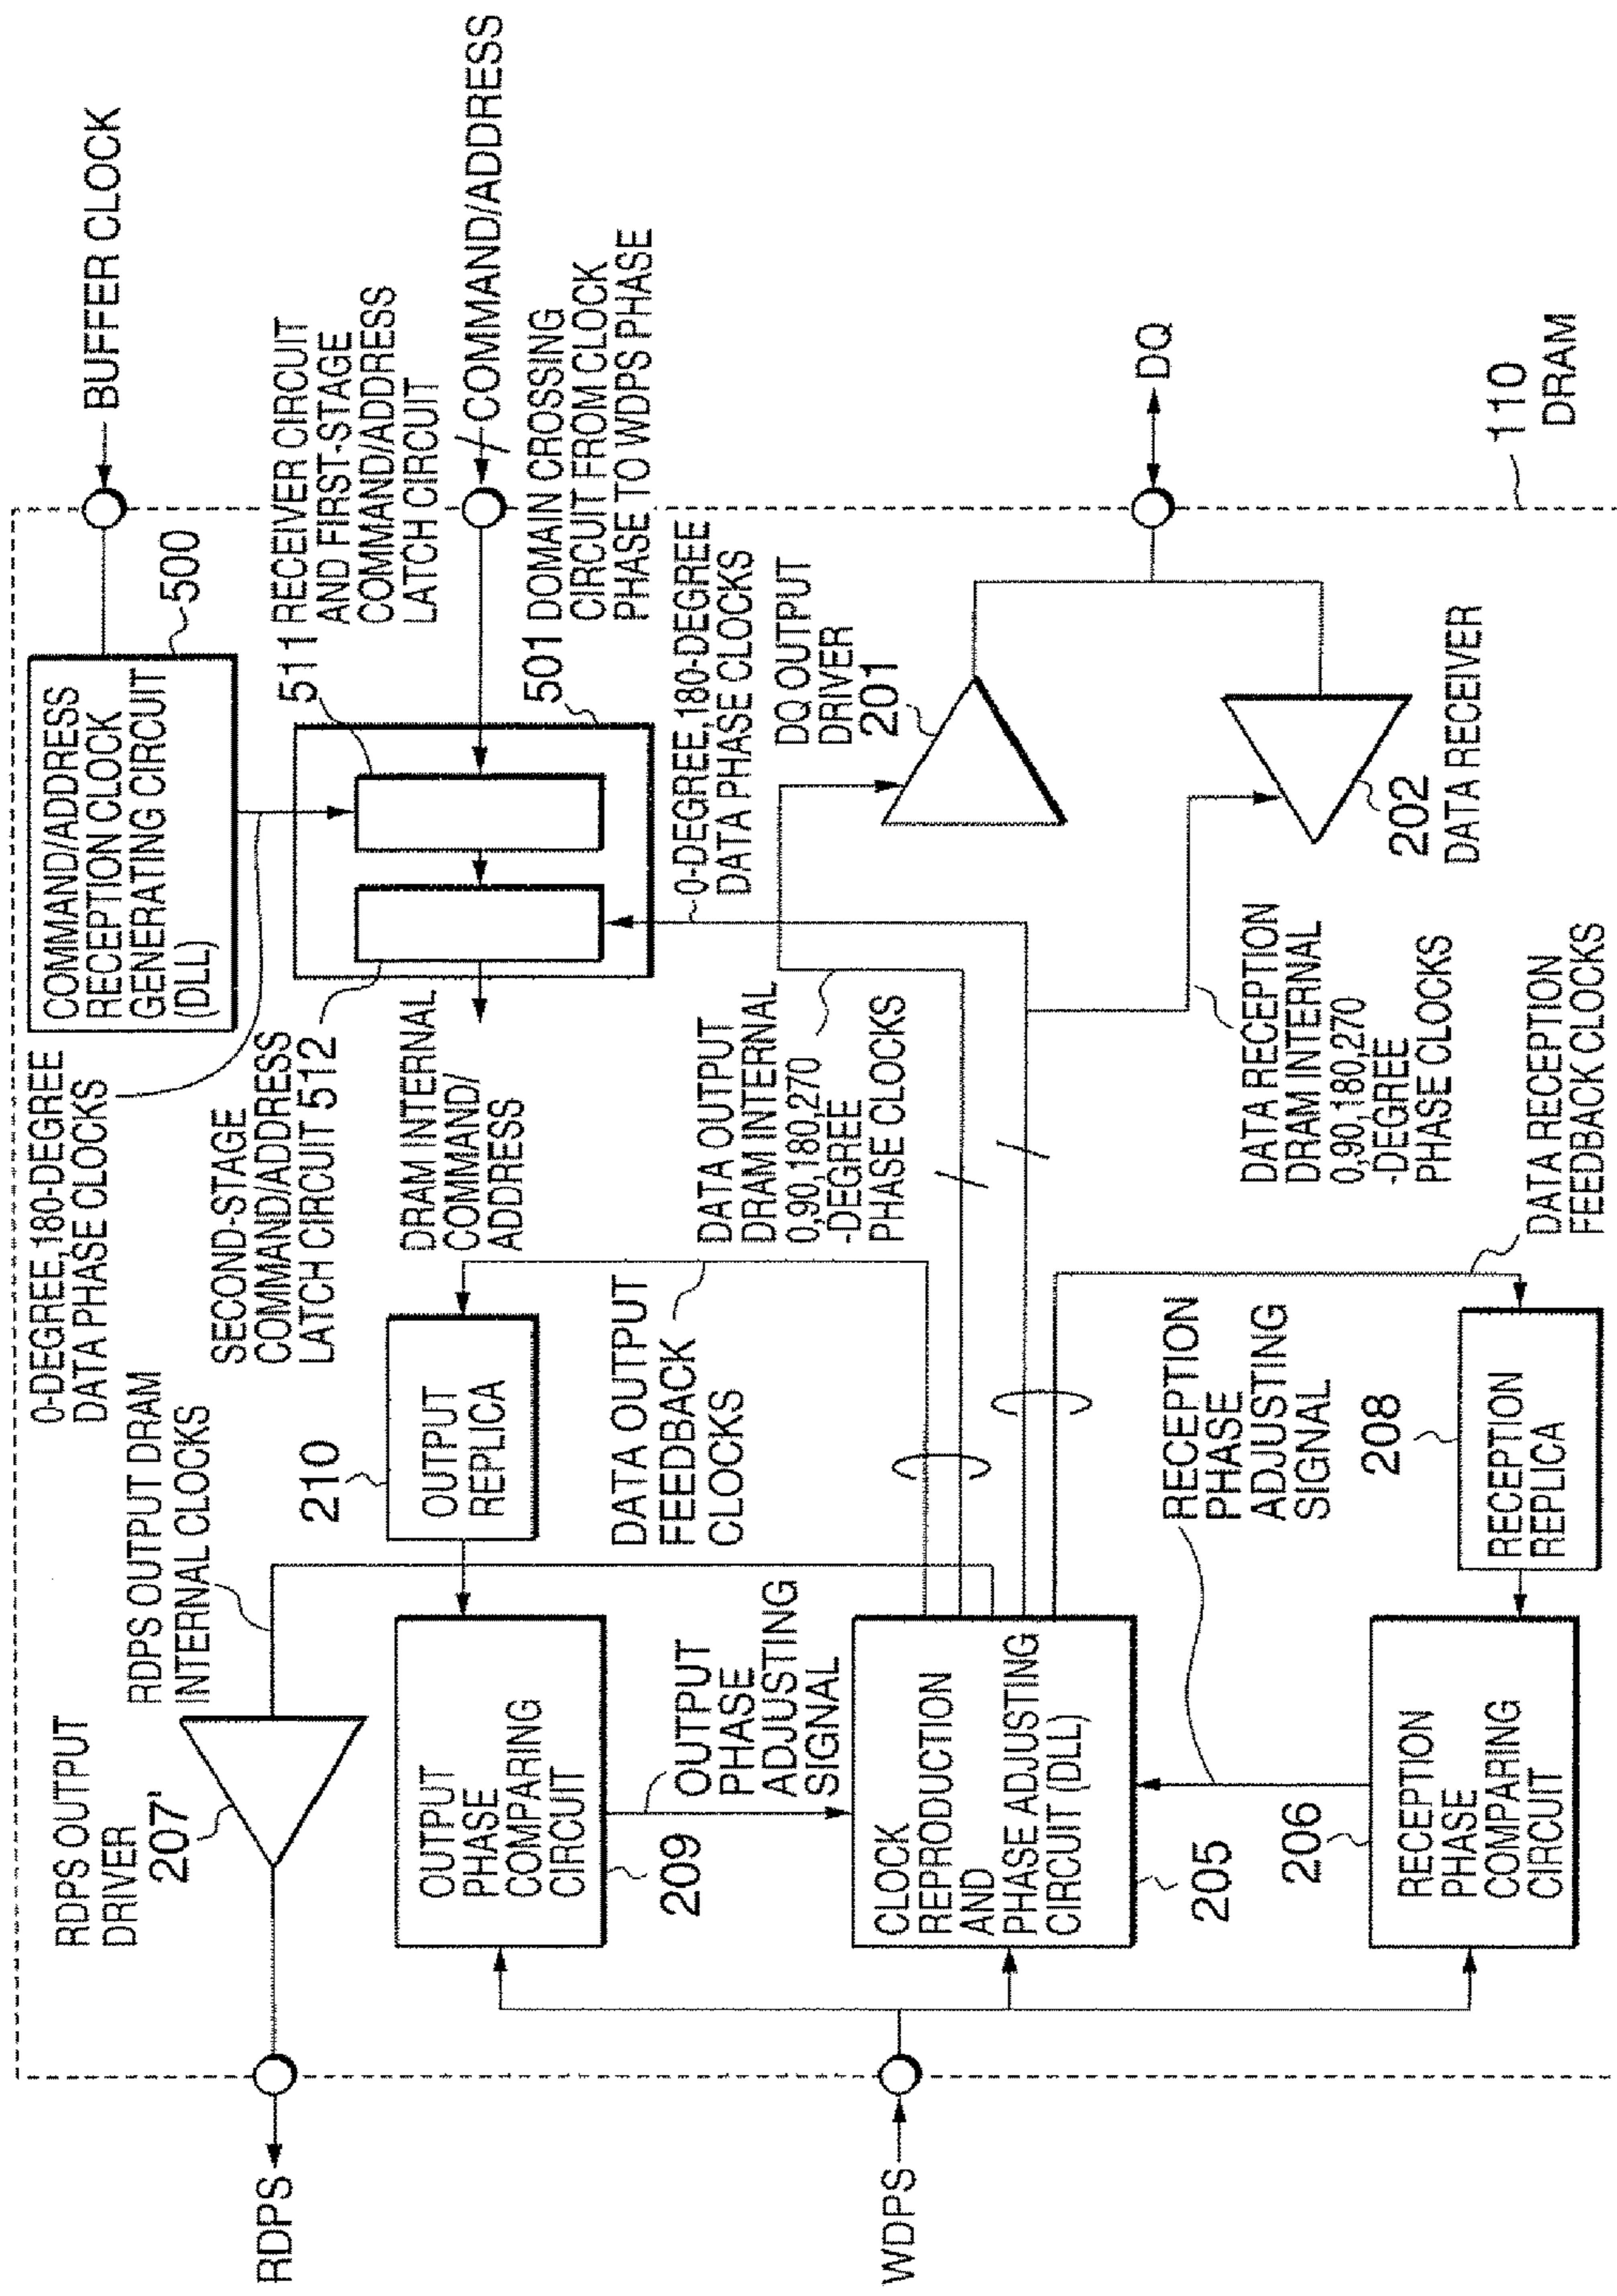 RDPS
WDPS
BUFFER CLOCK
COMMAND/ADDRESS
DQ
110
DRAM
COMMAND/ADDRESS
RECEPTION CLOCK
GENERATING CIRCUIT
(DLL)
500
0-DEGREE,180-DEGREE
DATA PHASE CLOCKS
511 RECEIVER CIRCUIT
AND FIRST-STAGE
COMMAND/ADDRESS
LATCH CIRCUIT
501 DOMAIN CROSSING
CIRCUIT FROM CLOCK
PHASE TO WDPS PHASE
SECOND-STAGE
COMMAND/ADDRESS
LATCH CIRCUIT 512
DRAM INTERNAL
COMMAND/
ADDRESS
0-DEGREE,180-DEGREE
DATA PHASE CLOCKS
RDPS OUTPUT
DRIVER
207'
RDPS OUTPUT DRAM
INTERNAL CLOCKS
210
OUTPUT
REPLICA
OUTPUT
PHASE
COMPARING
CIRCUIT
209
OUTPUT
PHASE
ADJUSTING
SIGNAL
DATA OUTPUT
FEEDBACK
CLOCKS
DATA OUTPUT
DRAM INTERNAL
0,90,180,270
-DEGREE
PHASE CLOCKS
DQ OUTPUT
DRIVER
201
202
DATA RECEIVER
CLOCK
REPRODUCTION
AND
PHASE ADJUSTING
CIRCUIT (DLL)
205
RECEPTION
PHASE
ADJUSTING
SIGNAL
206
RECEPTION
PHASE
COMPARING
CIRCUIT
208
RECEPTION
REPLICA
DATA RECEPTION
DRAM INTERNAL
0,90,180,270
-DEGREE
PHASE CLOCKS
DATA RECEPTION
FEEDBACK CLOCKS